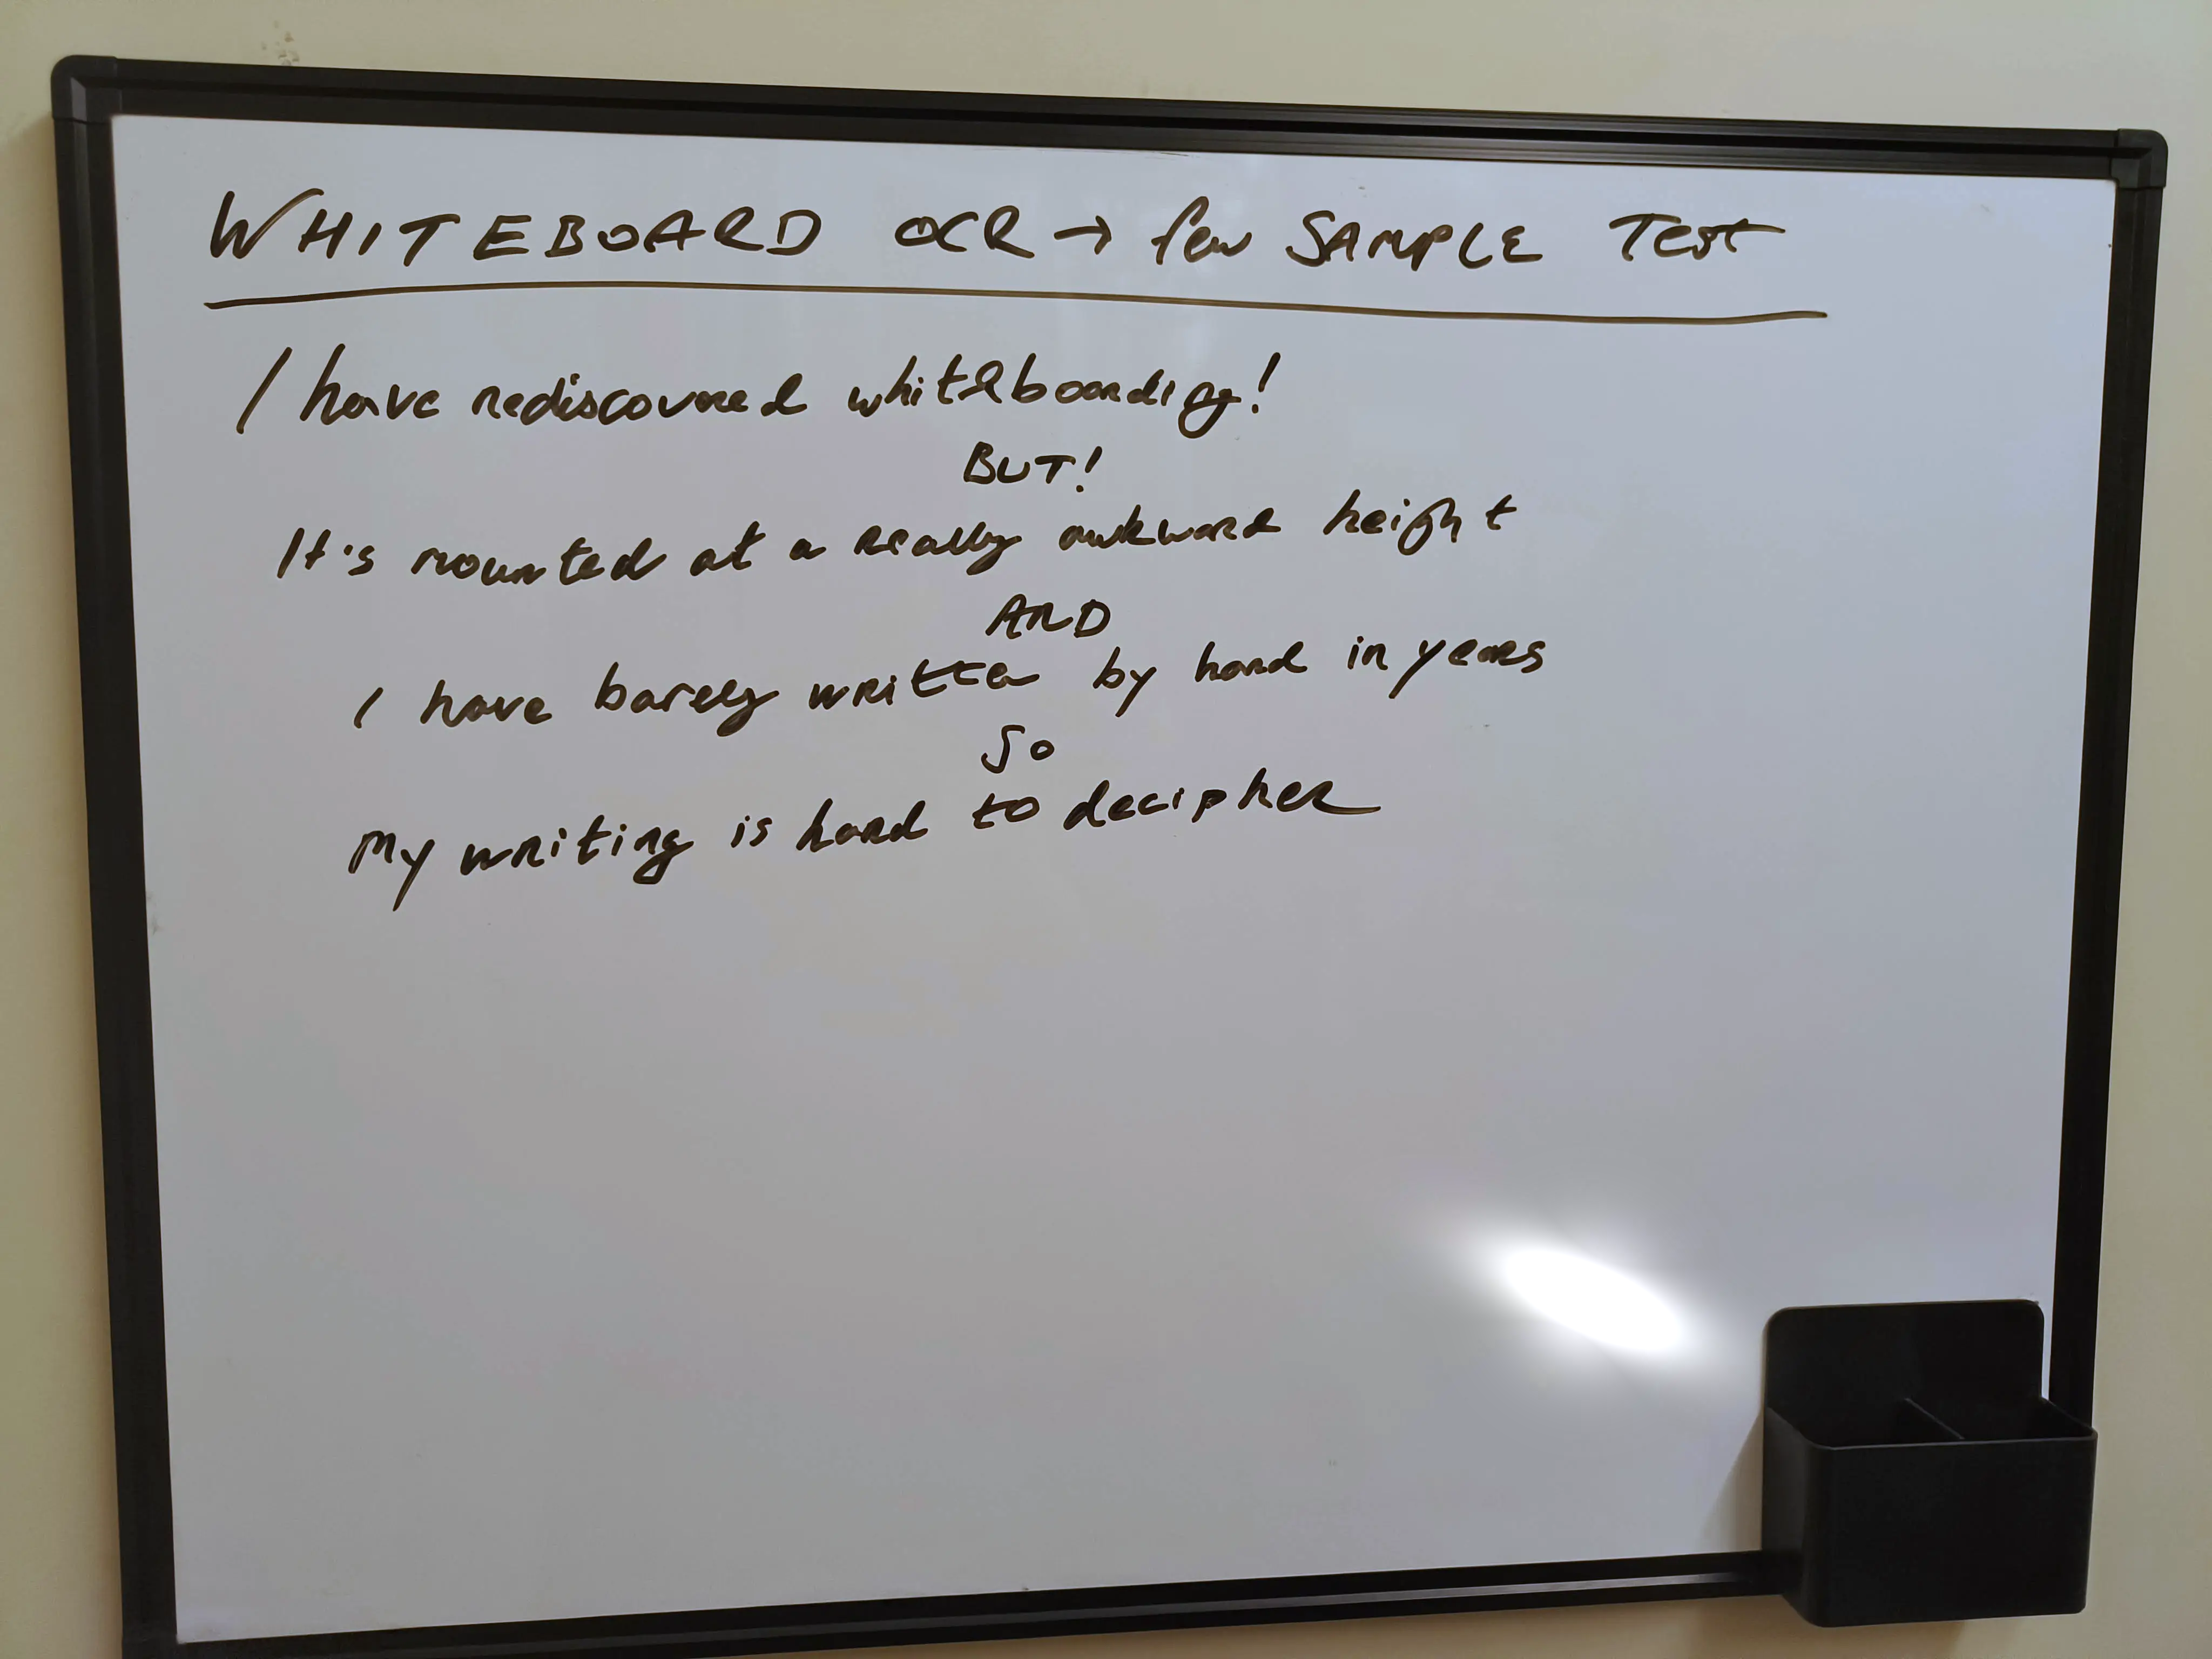 WHITEBOARD OCR → few SAMPLE Test
I have rediscovered whiteboarding!
BUT!
It's mounted at a really awkward height
AND
I have barely written by hand in years
So
My writing is hard to decipher